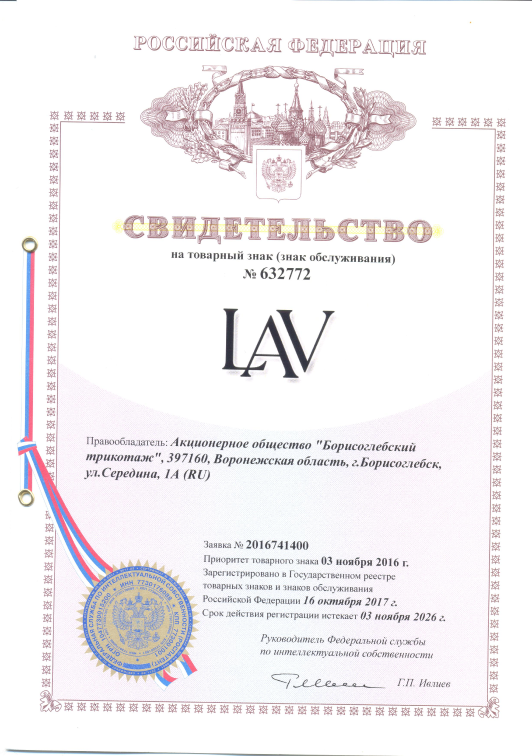 РОССИЙСКАЯ ФЕДЕРАЦИЯ
СВИДЕТЕЛЬСТВО
на товарный знак (знак обслуживания)
№ 632772
LAV
Правообладатель: Акционерное общество "Борисоглебский
трикотаж", 397160, Воронежская область, г.Борисоглебск,
ул.Середина, 1А (RU)
Заявка № 2016741400
Приоритет товарного знака 03 ноября 2016 г.
Зарегистрировано в Государственном реестре
товарных знаков и знаков обслуживания
Российской Федерации 16 октября 2017 г.
Срок действия регистрации истекает 03 ноября 2026 г.
Руководитель Федеральной службы
по интеллектуальной собственности
Г.П. Ивлиев
ФЕДЕРАЛЬНАЯ СЛУЖБА ПО ИНТЕ�ллЕКТУАЛЬНОЙ СОБСТВЕННОСТИ